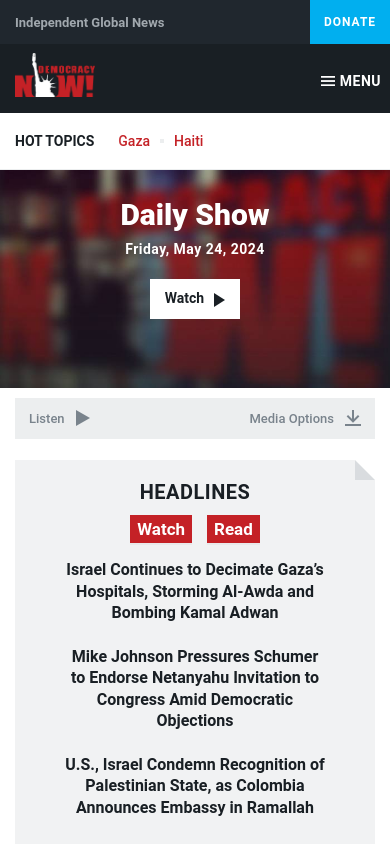 Independent Global News
DONATE
DEMOCRACY
NOW!
MENU
HOT TOPICS
Gaza
Haiti
Daily Show
Friday, May 24, 2024
Watch
Listen
Media Options
HEADLINES
Watch
Read
Israel Continues to Decimate Gaza’s
Hospitals, Storming Al-Awda and
Bombing Kamal Adwan
Mike Johnson Pressures Schumer
to Endorse Netanyahu Invitation to
Congress Amid Democratic
Objections
U.S., Israel Condemn Recognition of
Palestinian State, as Colombia
Announces Embassy in Ramallah